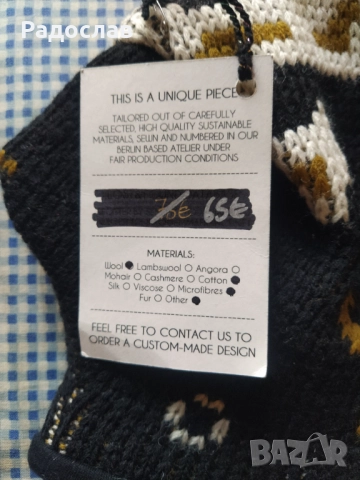 Радослав
THIS IS A UNIQUE PIECE
TAILORED OUT OF CAREFULLY
SELECTED, HIGH QUALITY SUSTAINABLE
MATERIALS, SEWN AND NUMBERED IN OUR
BERLIN BASED ATELIER UNDER
FAIR PRODUCTION CONDITIONS
75€ 65€
MATERIALS:
Wool Lambswool Angora
Mohair Cashmere Cotton
Silk Viscose Microfibres
Fur Other
FEEL FREE TO CONTACT US TO
ORDER A CUSTOM-MADE DESIGN
BAZAR